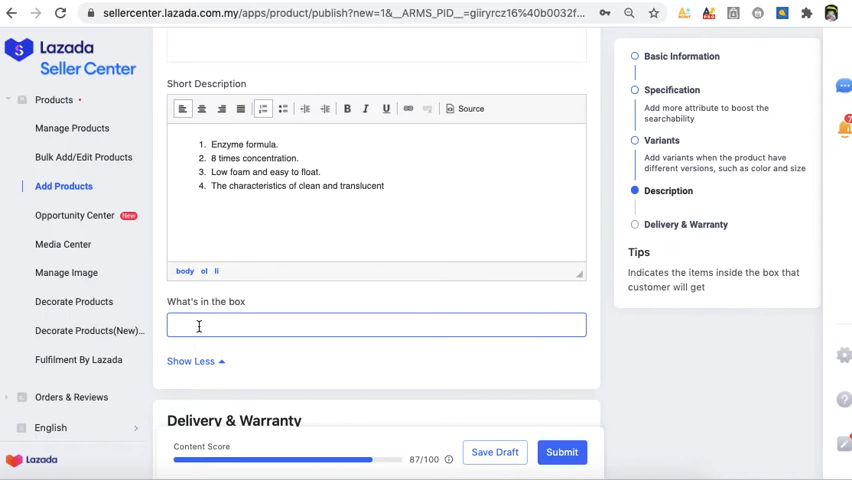 sellercenter.lazada.com.my/apps/product/publish?new=1&__ARMS_PID__=giiryrcz16%40b0032f...
Lazada
Seller Center
Products
Manage Products
Bulk Add/Edit Products
Add Products
Opportunity Center New
Media Center
Manage Image
Decorate Products
Decorate Products(New)...
Fulfilment By Lazada
Orders & Reviews
English
Lazada
Short Description
Source
1. Enzyme formula.
2. 8 times concentration.
3. Low foam and easy to float.
4. The characteristics of clean and translucent
body ol li
What's in the box
Show Less
Delivery & Warranty
Content Score
87/100
Save Draft
Submit
Basic Information
Specification
Add more attribute to boost the
searchability
Variants
Add variants when the product have
different versions, such as color and size
Description
Delivery & Warranty
Tips
Indicates the items inside the box that
customer will get